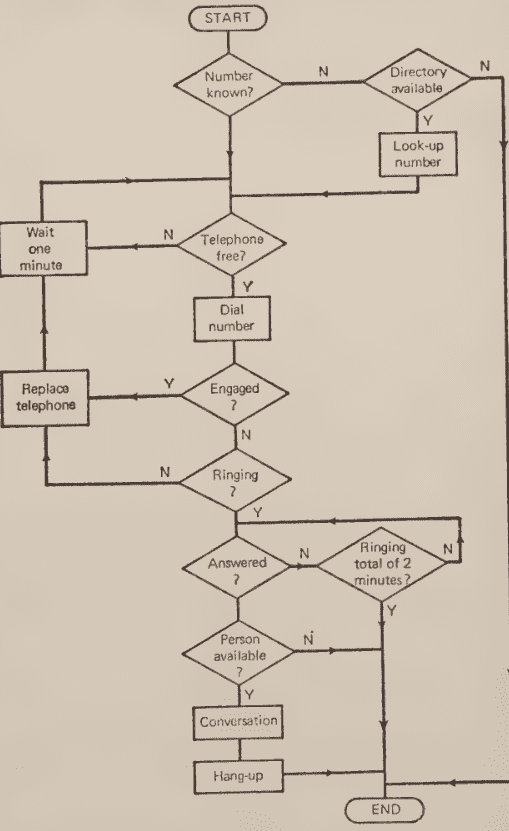 START
Number
known?
N
Directory
available
N
Y
Look-up
number
Wait
one
minute
N
Telephone
free?
Y
Dial
number
Replace
telephone
Y
Engaged
?
N
N
Ringing
?
Y
Answered
?
N
Ringing
total of 2
minutes?
N
Y
Person
available
?
N
Y
Conversation
Hang-up
END